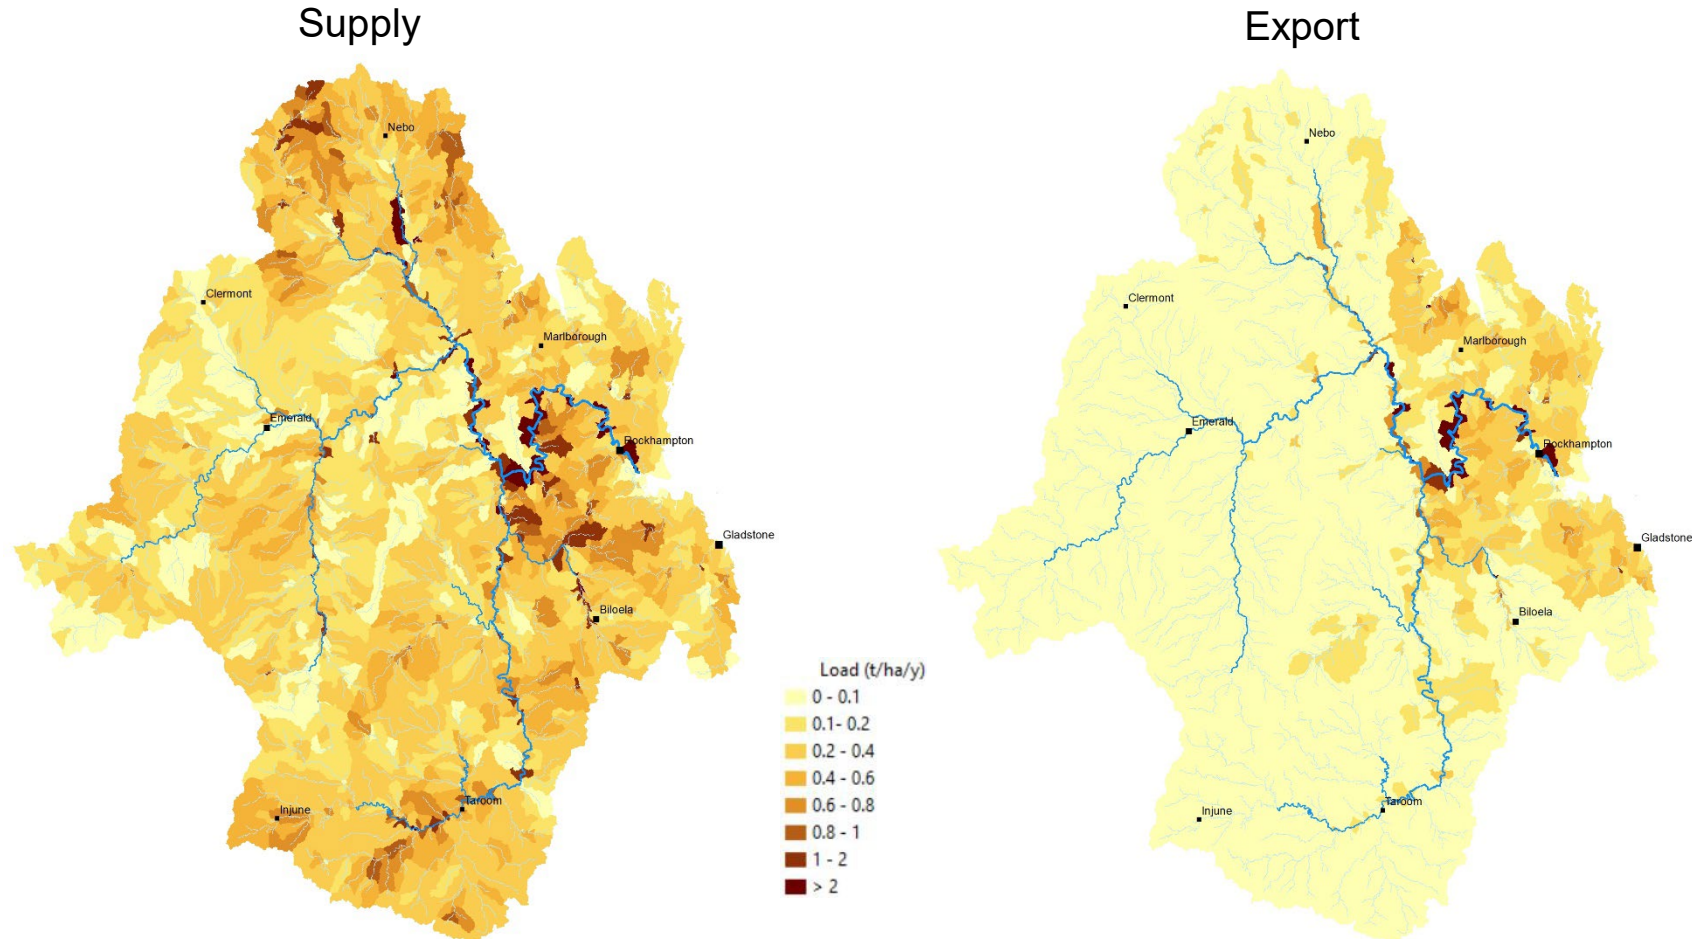 Supply
Export
Nebo
Clermont
Marlborough
Emerald
Rockhampton
Gladstone
Biloela
Injune
Taroom
Load (t/ha/y)
0 - 0.1
0.1- 0.2
0.2 - 0.4
0.4 - 0.6
0.6 - 0.8
0.8 - 1
1 - 2
> 2
Nebo
Clermont
Marlborough
Emerald
Rockhampton
Gladstone
Biloela
Injune
Taroom